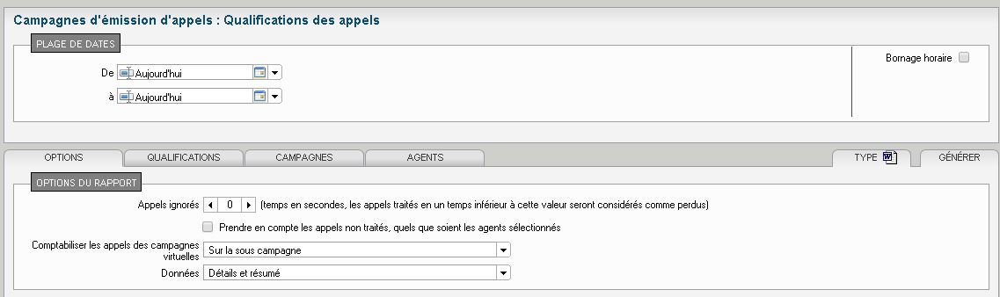 Campagnes d'émission d'appels : Qualifications des appels
PLAGE DE DATES
De Aujourd'hui
Bornage horaire
à Aujourd'hui
OPTIONS QUALIFICATIONS CAMPAGNES AGENTS TYPE GÉNÉRER
OPTIONS DU RAPPORT
Appels ignorés 0 (temps en secondes, les appels traités en un temps inférieur à cette valeur seront considérés comme perdus)
Prendre en compte les appels non traités, quels que soient les agents sélectionnés
Comptabiliser les appels des campagnes
virtuelles
Sur la sous campagne
Données Détails et résumé